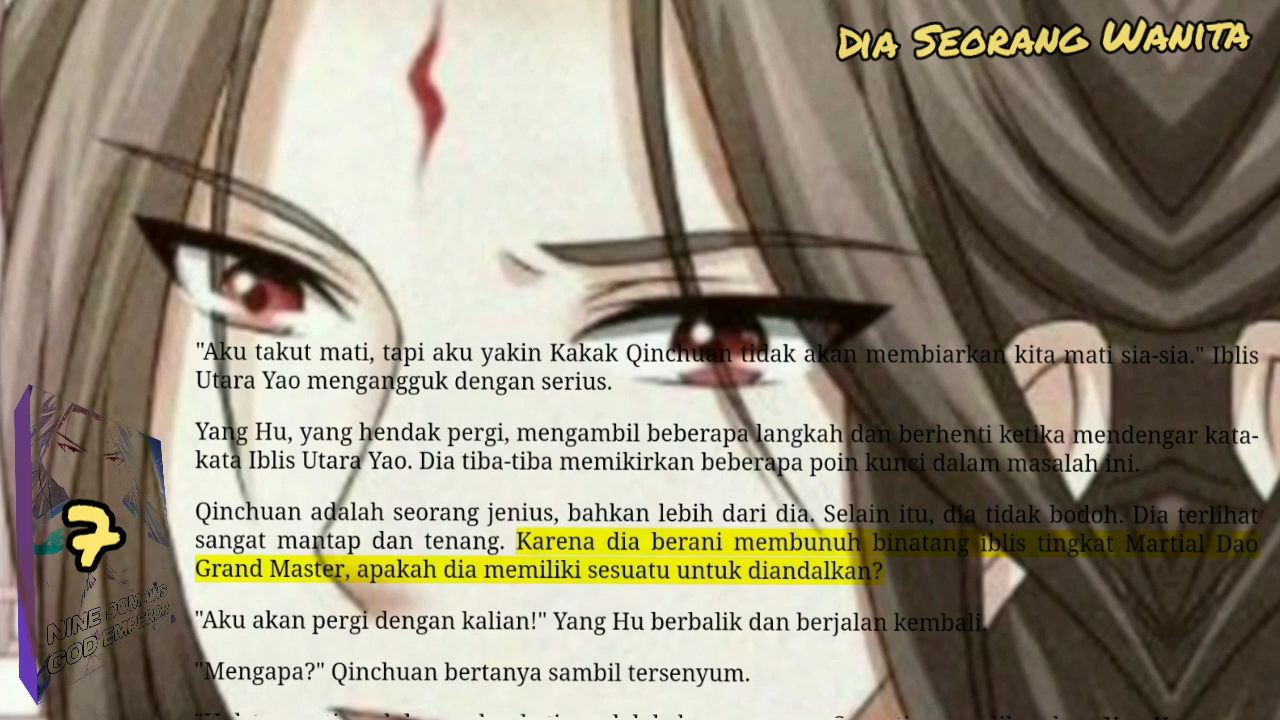 Dia Seorang Wanita
"Aku takut mati, tapi aku yakin Kakak Qinchuan tidak akan membiarkan kita mati sia-sia." Iblis
Utara Yao mengangguk dengan serius.
Yang Hu, yang hendak pergi, mengambil beberapa langkah dan berhenti ketika mendengar kata-
kata Iblis Utara Yao. Dia tiba-tiba memikirkan beberapa poin kunci dalam masalah ini.
Qinchuan adalah seorang jenius, bahkan lebih dari dia. Selain itu, dia tidak bodoh. Dia terlihat
sangat mantap dan tenang. Karena dia berani membunuh binatang iblis tingkat Martial Dao
Grand Master, apakah dia memiliki sesuatu untuk diandalkan?
"Aku akan pergi dengan kalian!" Yang Hu berbalik dan berjalan kembali.
"Mengapa?" Qinchuan bertanya sambil tersenyum.
7
NINE DOMAINS
GOD EMPEROR